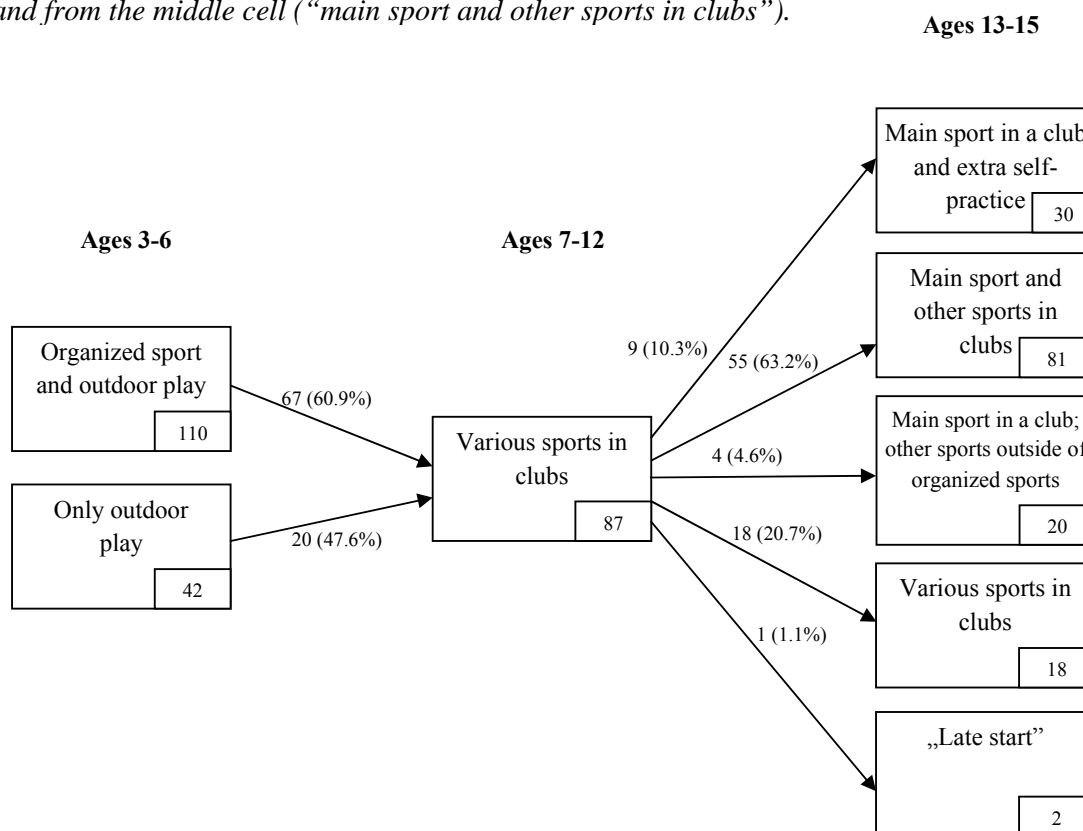 and from the middle cell (“main sport and other sports in clubs”).
Ages 13-15
Main sport in a club
and extra self-
practice
30
Ages 3-6
Ages 7-12
Main sport and
other sports in
clubs
81
Organized sport
and outdoor play
110
9 (10.3%)
55 (63.2%)
67 (60.9%)
Various sports in
clubs
87
4 (4.6%)
Main sport in a club;
other sports outside of
organized sports
20
Only outdoor
play
42
20 (47.6%)
18 (20.7%)
Various sports in
clubs
18
1 (1.1%)
„Late start”
2